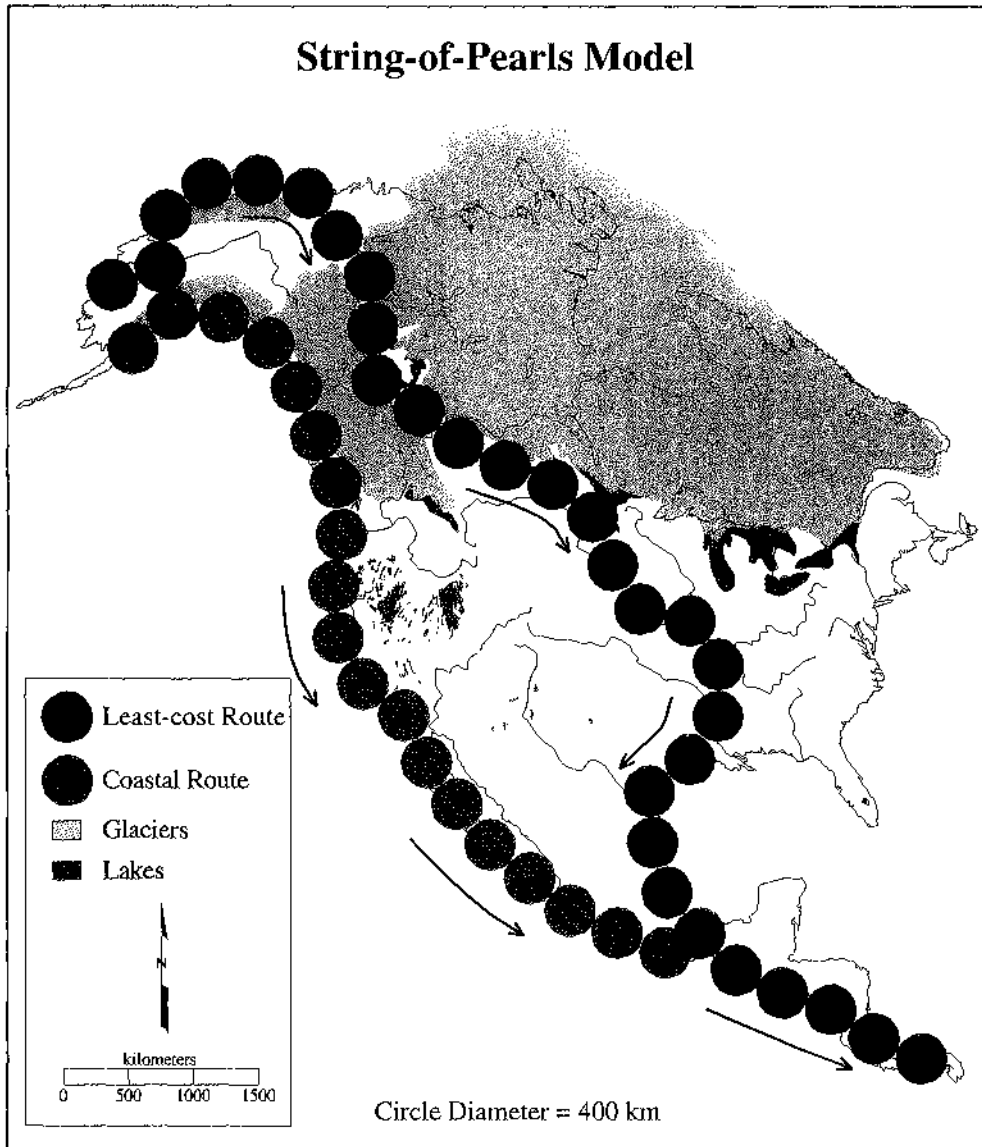 String-of-Pearls Model
Least-cost Route
Coastal Route
Glaciers
Lakes
N
kilometers
0 500 1000 1500
Circle Diameter = 400 km